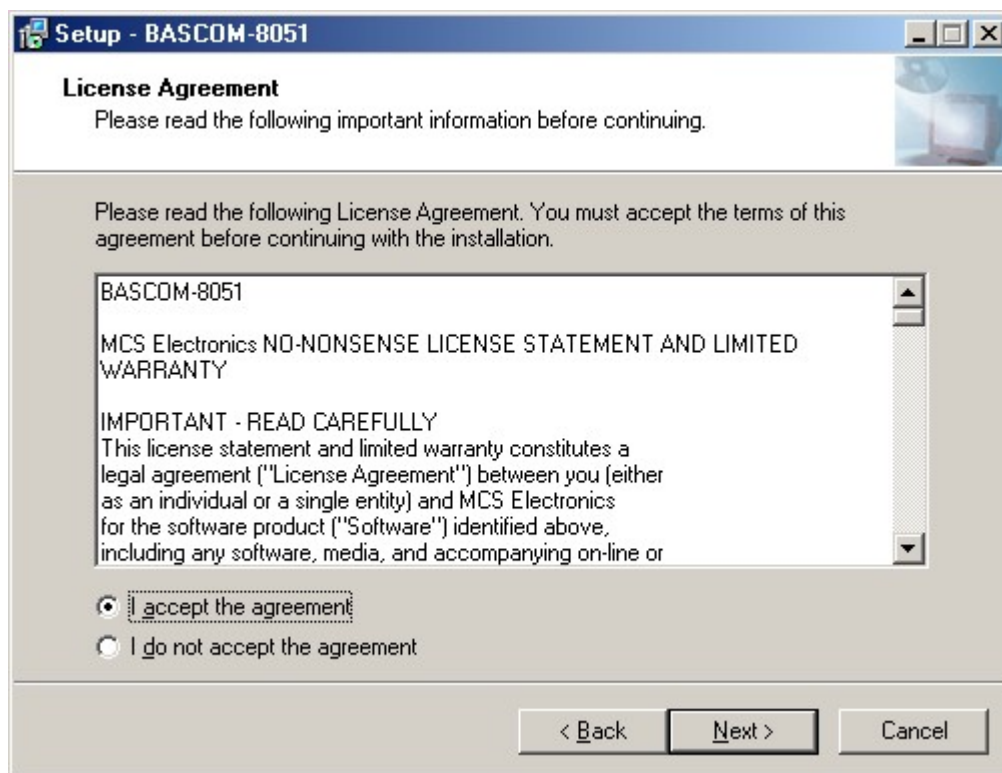 Setup - BASCOM-8051
License Agreement
Please read the following important information before continuing.
Please read the following License Agreement. You must accept the terms of this
agreement before continuing with the installation.
BASCOM-8051
MCS Electronics NO-NONSENSE LICENSE STATEMENT AND LIMITED
WARRANTY
IMPORTANT - READ CAREFULLY
This license statement and limited warranty constitutes a
legal agreement ("License Agreement") between you (either
as an individual or a single entity) and MCS Electronics
for the software product ("Software") identified above,
including any software, media, and accompanying on-line or
I accept the agreement
I do not accept the agreement
< Back
Next >
Cancel